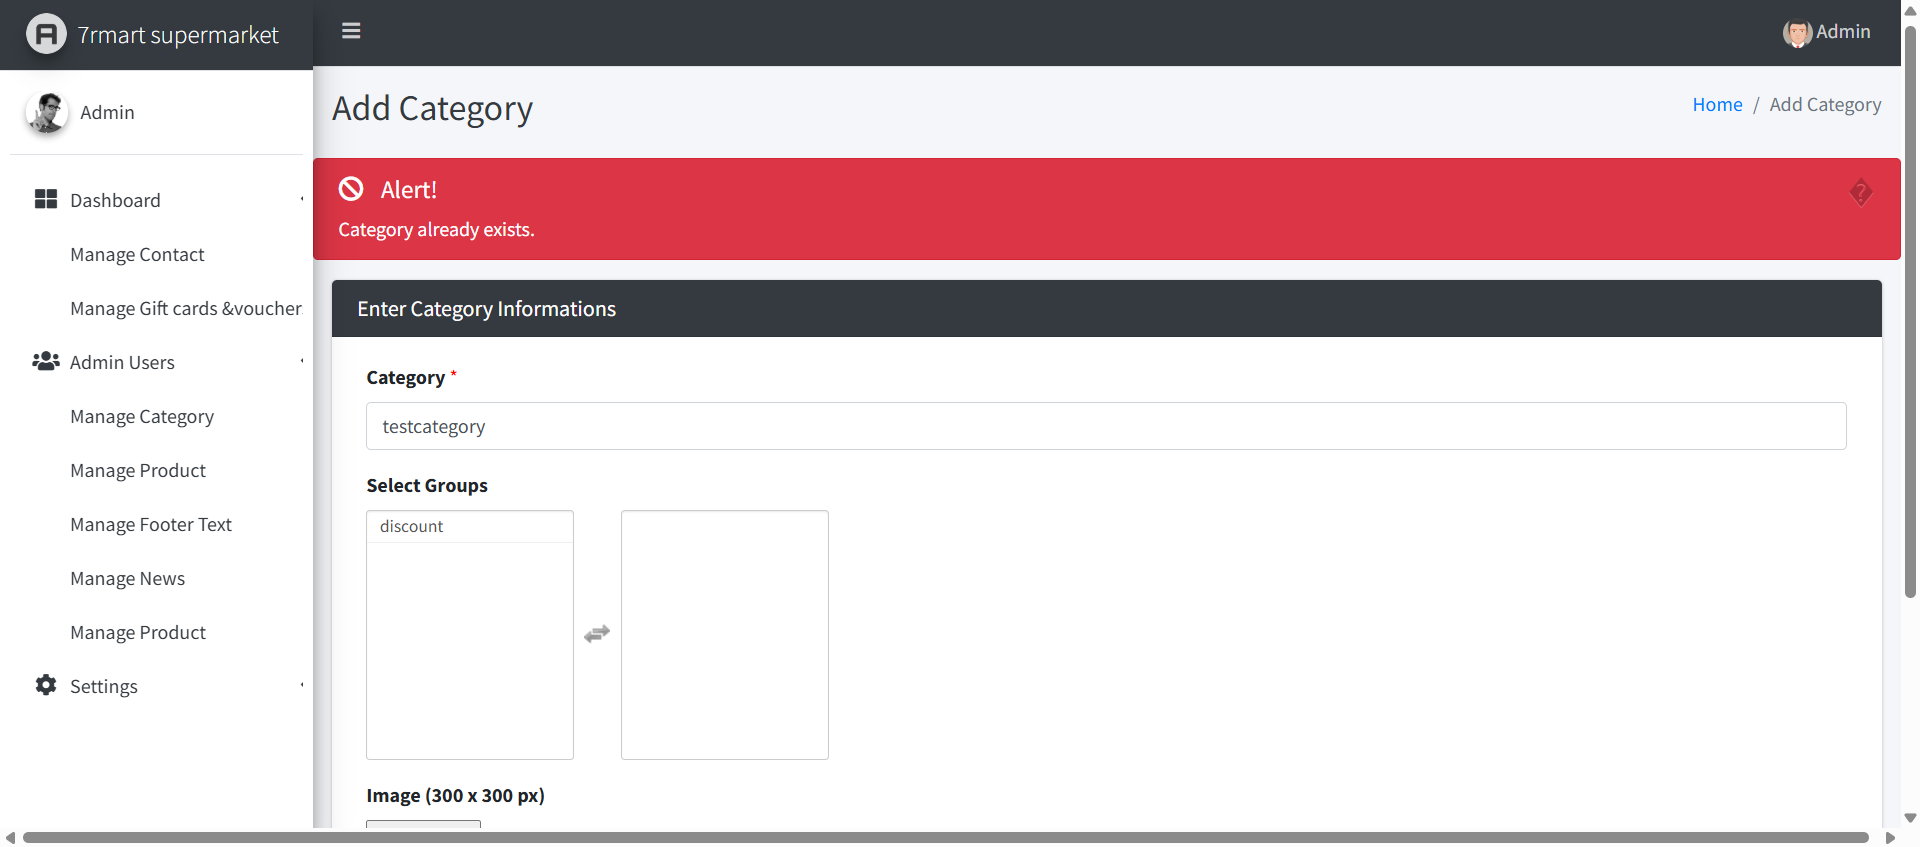 7rmart supermarket
Admin
Admin
Dashboard
Manage Contact
Manage Gift cards &voucher
Admin Users
Manage Category
Manage Product
Manage Footer Text
Manage News
Manage Product
Settings
Add Category
Home / Add Category
Alert!
Category already exists.
Enter Category Informations
Category *
testcategory
Select Groups
discount
Image (300 x 300 px)